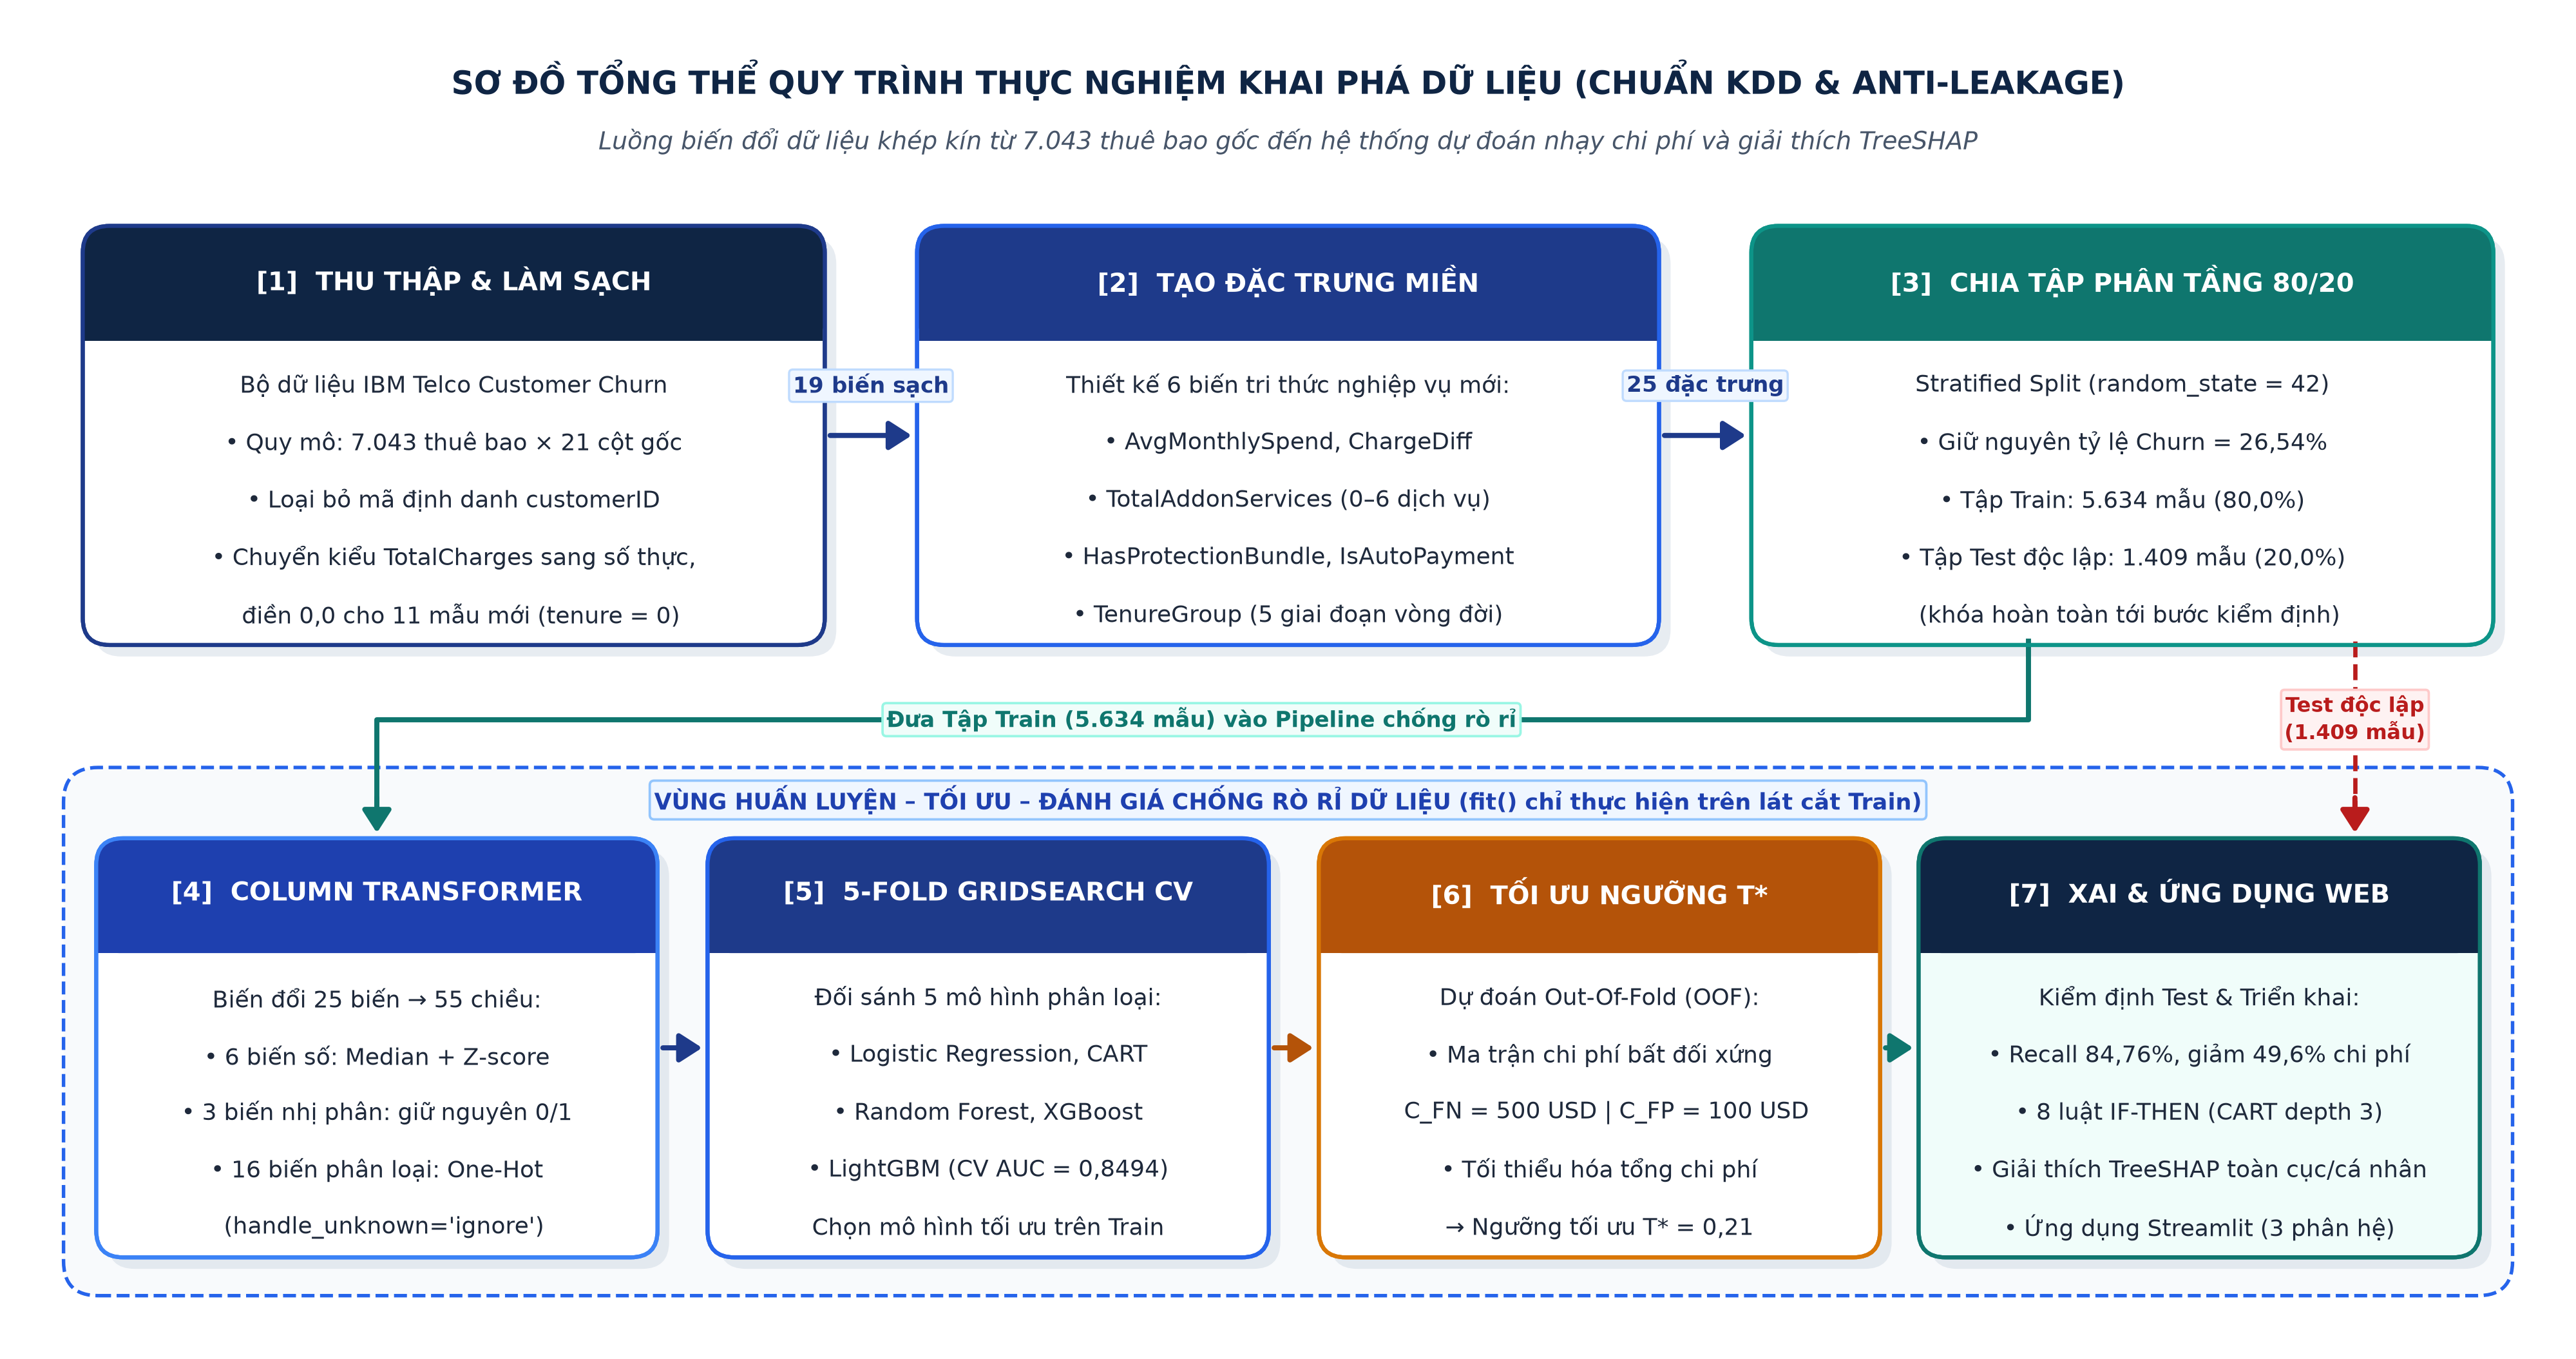 SƠ ĐỒ TỔNG THỂ QUY TRÌNH THỰC NGHIỆM KHAI PHÁ DỮ LIỆU (CHUẨN KDD & ANTI-LEAKAGE)
Luồng biến đổi dữ liệu khép kín từ 7.043 thuê bao gốc đến hệ thống dự đoán nhạy chi phí và giải thích TreeSHAP
[1] THU THẬP & LÀM SẠCH
Bộ dữ liệu IBM Telco Customer Churn
• Quy mô: 7.043 thuê bao × 21 cột gốc
• Loại bỏ mã định danh customerID
• Chuyển kiểu TotalCharges sang số thực,
điền 0,0 cho 11 mẫu mới (tenure = 0)
19 biến sạch
[2] TẠO ĐẶC TRƯNG MIỀN
Thiết kế 6 biến tri thức nghiệp vụ mới:
• AvgMonthlySpend, ChargeDiff
• TotalAddonServices (0–6 dịch vụ)
• HasProtectionBundle, IsAutoPayment
• TenureGroup (5 giai đoạn vòng đời)
25 đặc trưng
[3] CHIA TẬP PHÂN TẦNG 80/20
Stratified Split (random_state = 42)
• Giữ nguyên tỷ lệ Churn = 26,54%
• Tập Train: 5.634 mẫu (80,0%)
• Tập Test độc lập: 1.409 mẫu (20,0%)
(khóa hoàn toàn tới bước kiểm định)
Đưa Tập Train (5.634 mẫu) vào Pipeline chống rò rỉ
Test độc lập
(1.409 mẫu)
VÙNG HUẤN LUYỆN – TỐI ƯU – ĐÁNH GIÁ CHỐNG RÒ RỈ DỮ LIỆU (fit() chỉ thực hiện trên lát cắt Train)
[4] COLUMN TRANSFORMER
Biến đổi 25 biến → 55 chiều:
• 6 biến số: Median + Z-score
• 3 biến nhị phân: giữ nguyên 0/1
• 16 biến phân loại: One-Hot
(handle_unknown='ignore')
[5] 5-FOLD GRIDSEARCH CV
Đối sánh 5 mô hình phân loại:
• Logistic Regression, CART
• Random Forest, XGBoost
• LightGBM (CV AUC = 0,8494)
Chọn mô hình tối ưu trên Train
[6] TỐI ƯU NGƯỠNG T*
Dự đoán Out-Of-Fold (OOF):
• Ma trận chi phí bất đối xứng
C_FN = 500 USD | C_FP = 100 USD
• Tối thiểu hóa tổng chi phí
→ Ngưỡng tối ưu T* = 0,21
[7] XAI & ỨNG DỤNG WEB
Kiểm định Test & Triển khai:
• Recall 84,76%, giảm 49,6% chi phí
• 8 luật IF-THEN (CART depth 3)
• Giải thích TreeSHAP toàn cục/cá nhân
• Ứng dụng Streamlit (3 phân hệ)